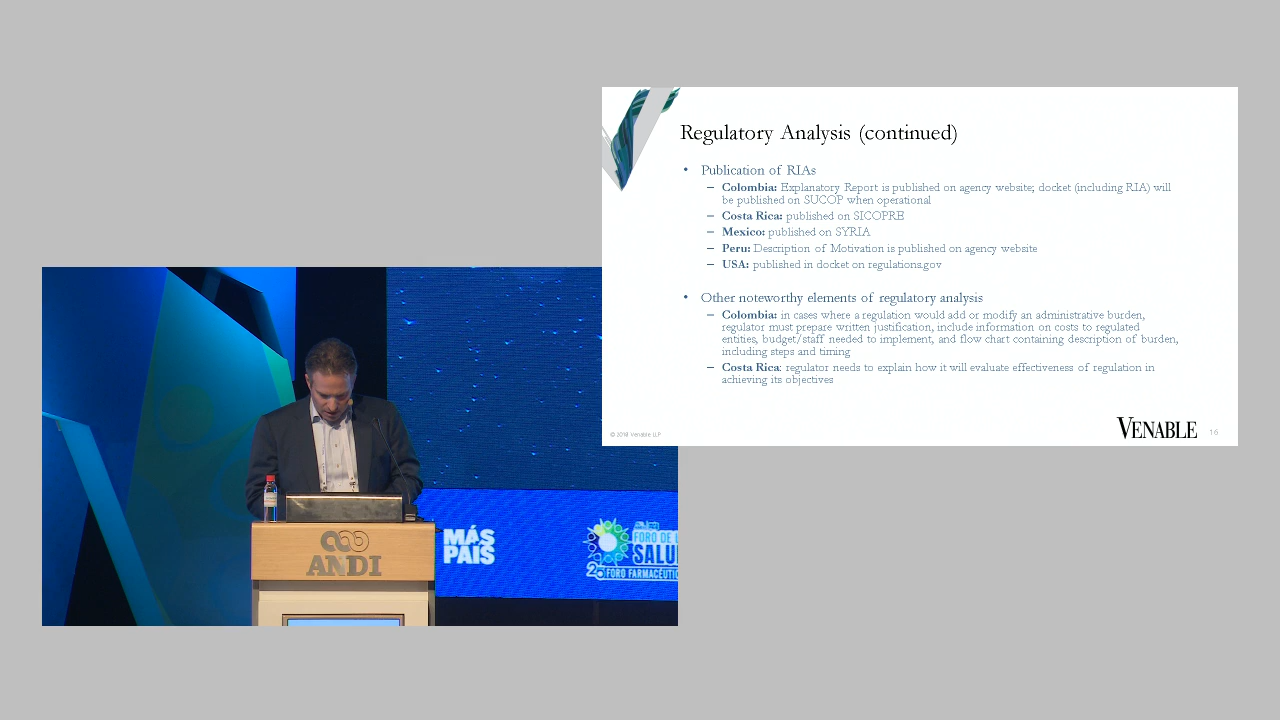 Regulatory Analysis (continued)
• Publication of RIAs
– Colombia: Explanatory Report is published on agency website; docket (including RIA) will
be published on SUCOP when operational
– Costa Rica: published on SICOPRE
– Mexico: published on SYRIA
– Peru: Description of Motivation is published on agency website
– USA: published in docket on regulations.gov
• Other noteworthy elements of regulatory analysis
– Colombia: in cases where a regulation would add or modify an administrative burden,
regulator must prepare written justification, include information on costs to regulated
entities, budget/staff needed to implement, and flow chart containing description of burden,
including steps and timing
– Costa Rica: regulator needs to explain how it will evaluate effectiveness of regulation in
achieving its objectives
VENABLE
16
ANDI
MÁS
PAÍS
FORO DE
SALU
FORO FARMACÉUTIC